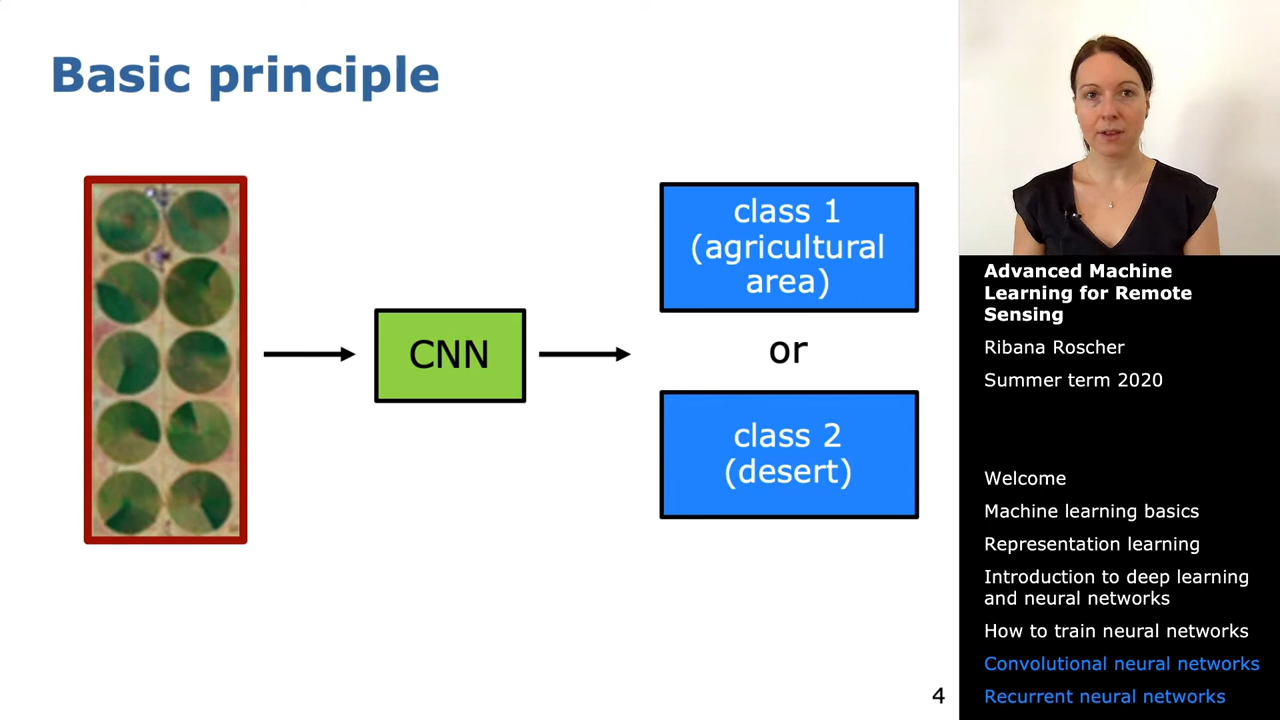 Basic principle
class 1
(agricultural
area)
CNN
or
class 2
(desert)
4
Advanced Machine
Learning for Remote
Sensing
Ribana Roscher
Summer term 2020
Welcome
Machine learning basics
Representation learning
Introduction to deep learning
and neural networks
How to train neural networks
Convolutional neural networks
Recurrent neural networks